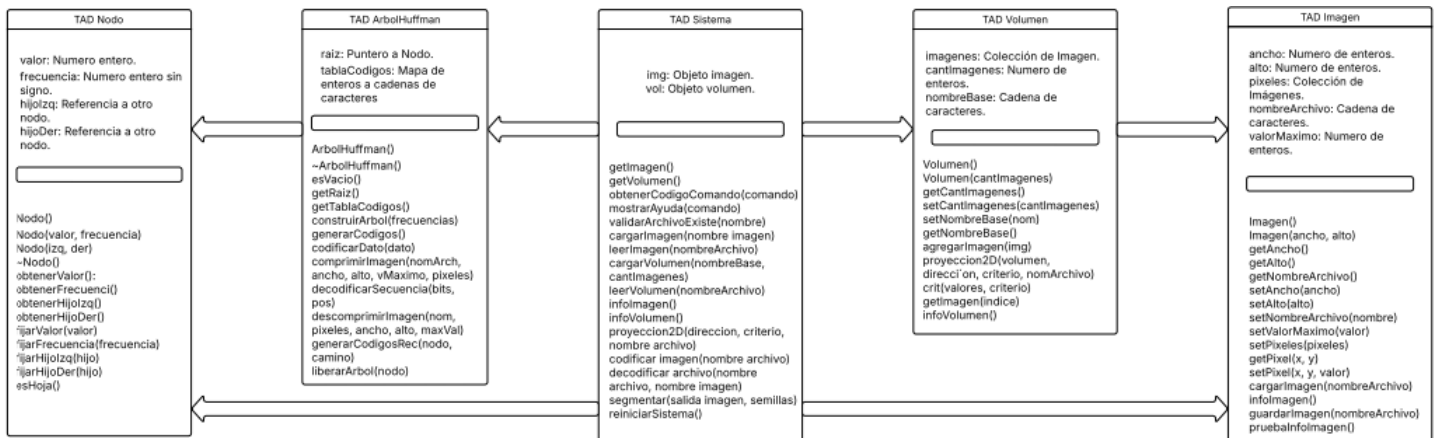 TAD Nodo
valor: Numero entero.
frecuencia: Numero entero sin
signo.
hijoIzq: Referencia a otro
nodo.
hijoDer: Referencia a otro
nodo.
Nodo()
Nodo(valor, frecuencia)
Nodo(izq, der)
~Nodo()
obtenerValor():
obtenerFrecuenci()
obtenerHijoIzq()
obtenerHijoDer()
fijarValor(valor)
fijarFrecuencia(frecuencia)
fijarHijoIzq(hijo)
fijarHijoDer(hijo)
esHoja()
TAD ArbolHuffman
raiz: Puntero a Nodo.
tablaCodigos: Mapa de
enteros a cadenas de
caracteres
ArbolHuffman()
~ArbolHuffman()
esVacio()
getRaiz()
getTablaCodigos()
construirArbol(frecuencias)
generarCodigos()
codificarDato(dato)
comprimirImagen(nomArch,
ancho, alto, vMaximo, pixeles)
decodificarSecuencia(bits,
pos)
descomprimirImagen(nom,
pixeles, ancho, alto, maxVal)
generarCodigosRec(nodo,
camino)
liberarArbol(nodo)
TAD Sistema
img: Objeto imagen.
vol: Objeto volumen.
getImagen()
getVolumen()
obtenerCodigoComando(comando)
mostrarAyuda(comando)
validarArchivoExiste(nombre)
cargarImagen(nombre imagen)
leerImagen(nombreArchivo)
cargarVolumen(nombreBase,
cantImagenes)
leerVolumen(nombreArchivo)
infoImagen()
infoVolumen()
proyeccion2D(direccion, criterio,
nombre archivo)
codificar imagen(nombre archivo)
decodificar archivo(nombre
archivo, nombre imagen)
segmentar(salida imagen, semillas)
reiniciarSistema()
TAD Volumen
imagenes: Colección de Imagen.
cantImagenes: Numero de
enteros.
nombreBase: Cadena de
caracteres.
Volumen()
Volumen(cantImagenes)
getCantImagenes()
setCantImagenes(cantImagenes)
setNombreBase(nom)
getNombreBase()
agregarImagen(img)
proyeccion2D(volumen,
direcci´on, criterio, nomArchivo)
crit(valores, criterio)
getImagen(indice)
infoVolumen()
TAD Imagen
ancho: Numero de enteros.
alto: Numero de enteros.
pixeles: Colección de
Imágenes.
nombreArchivo: Cadena de
caracteres.
valorMaximo: Numero de
enteros.
Imagen()
Imagen(ancho, alto)
getAncho()
getAlto()
getNombreArchivo()
setAncho(ancho)
setAlto(alto)
setNombreArchivo(nombre)
setValorMaximo(valor)
setPixeles(pixeles)
getPixel(x, y)
setPixel(x, y, valor)
cargarImagen(nombreArchivo)
infoImagen()
guardarImagen(nombreArchivo)
pruebaInfoImagen()